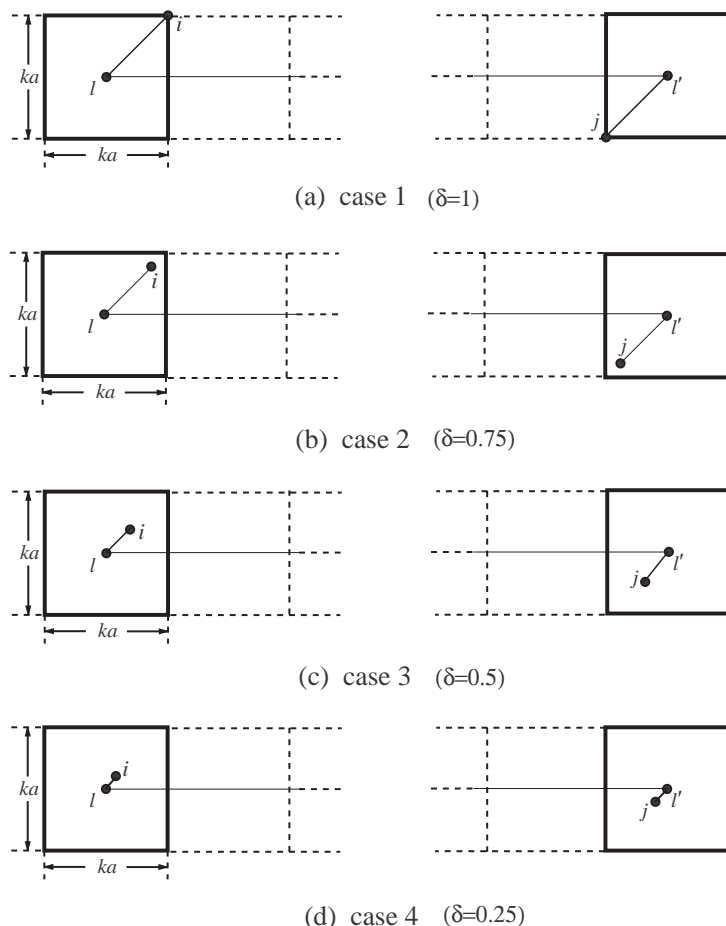 i
ka
l
l'
j
ka
(a) case 1 (δ=1)
i
ka
l
l'
j
ka
(b) case 2 (δ=0.75)
i
ka
l
l'
j
ka
(c) case 3 (δ=0.5)
i
ka
l
l'
j
ka
(d) case 4 (δ=0.25)